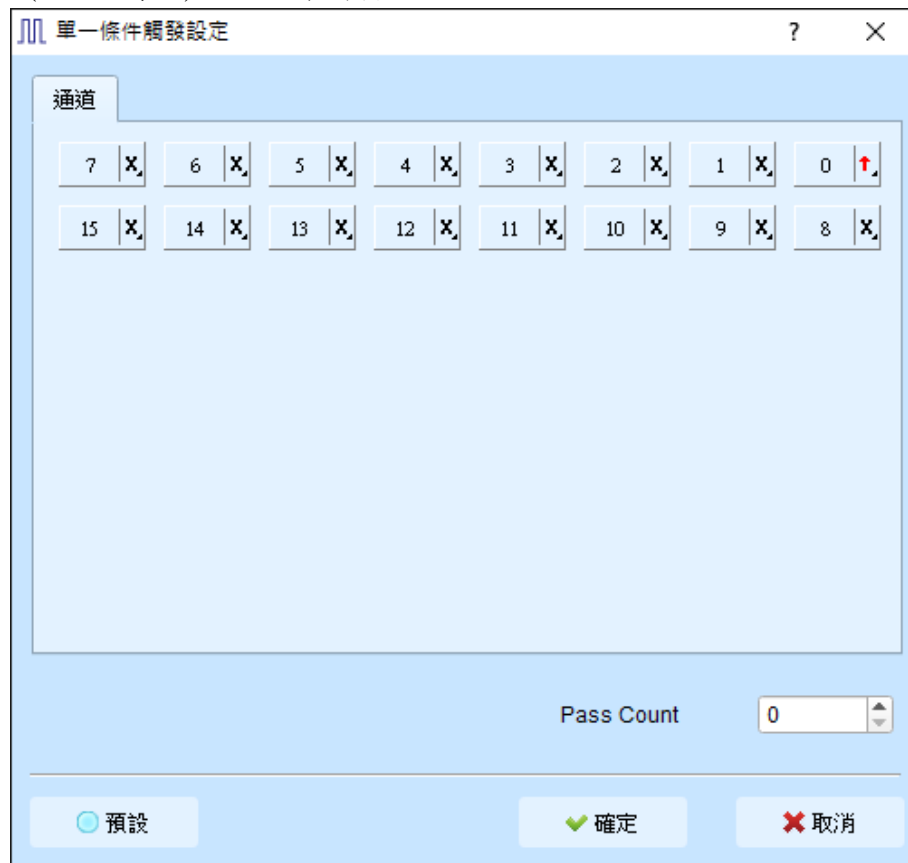 單一條件觸發設定 ?
通道
7 X 6 X 5 X 4 X 3 X 2 X 1 X 0 ↑
15 X 14 X 13 X 12 X 11 X 10 X 9 X 8 X
Pass Count 0
預設 確定 取消